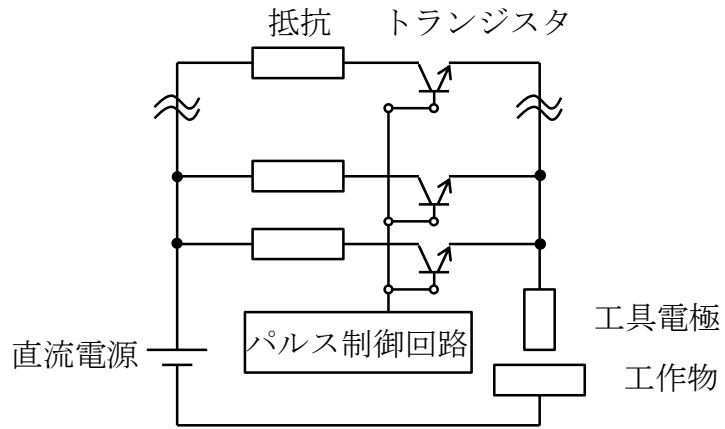 抵抗
トランジスタ
パルス制御回路
直流電源
工具電極
工作物